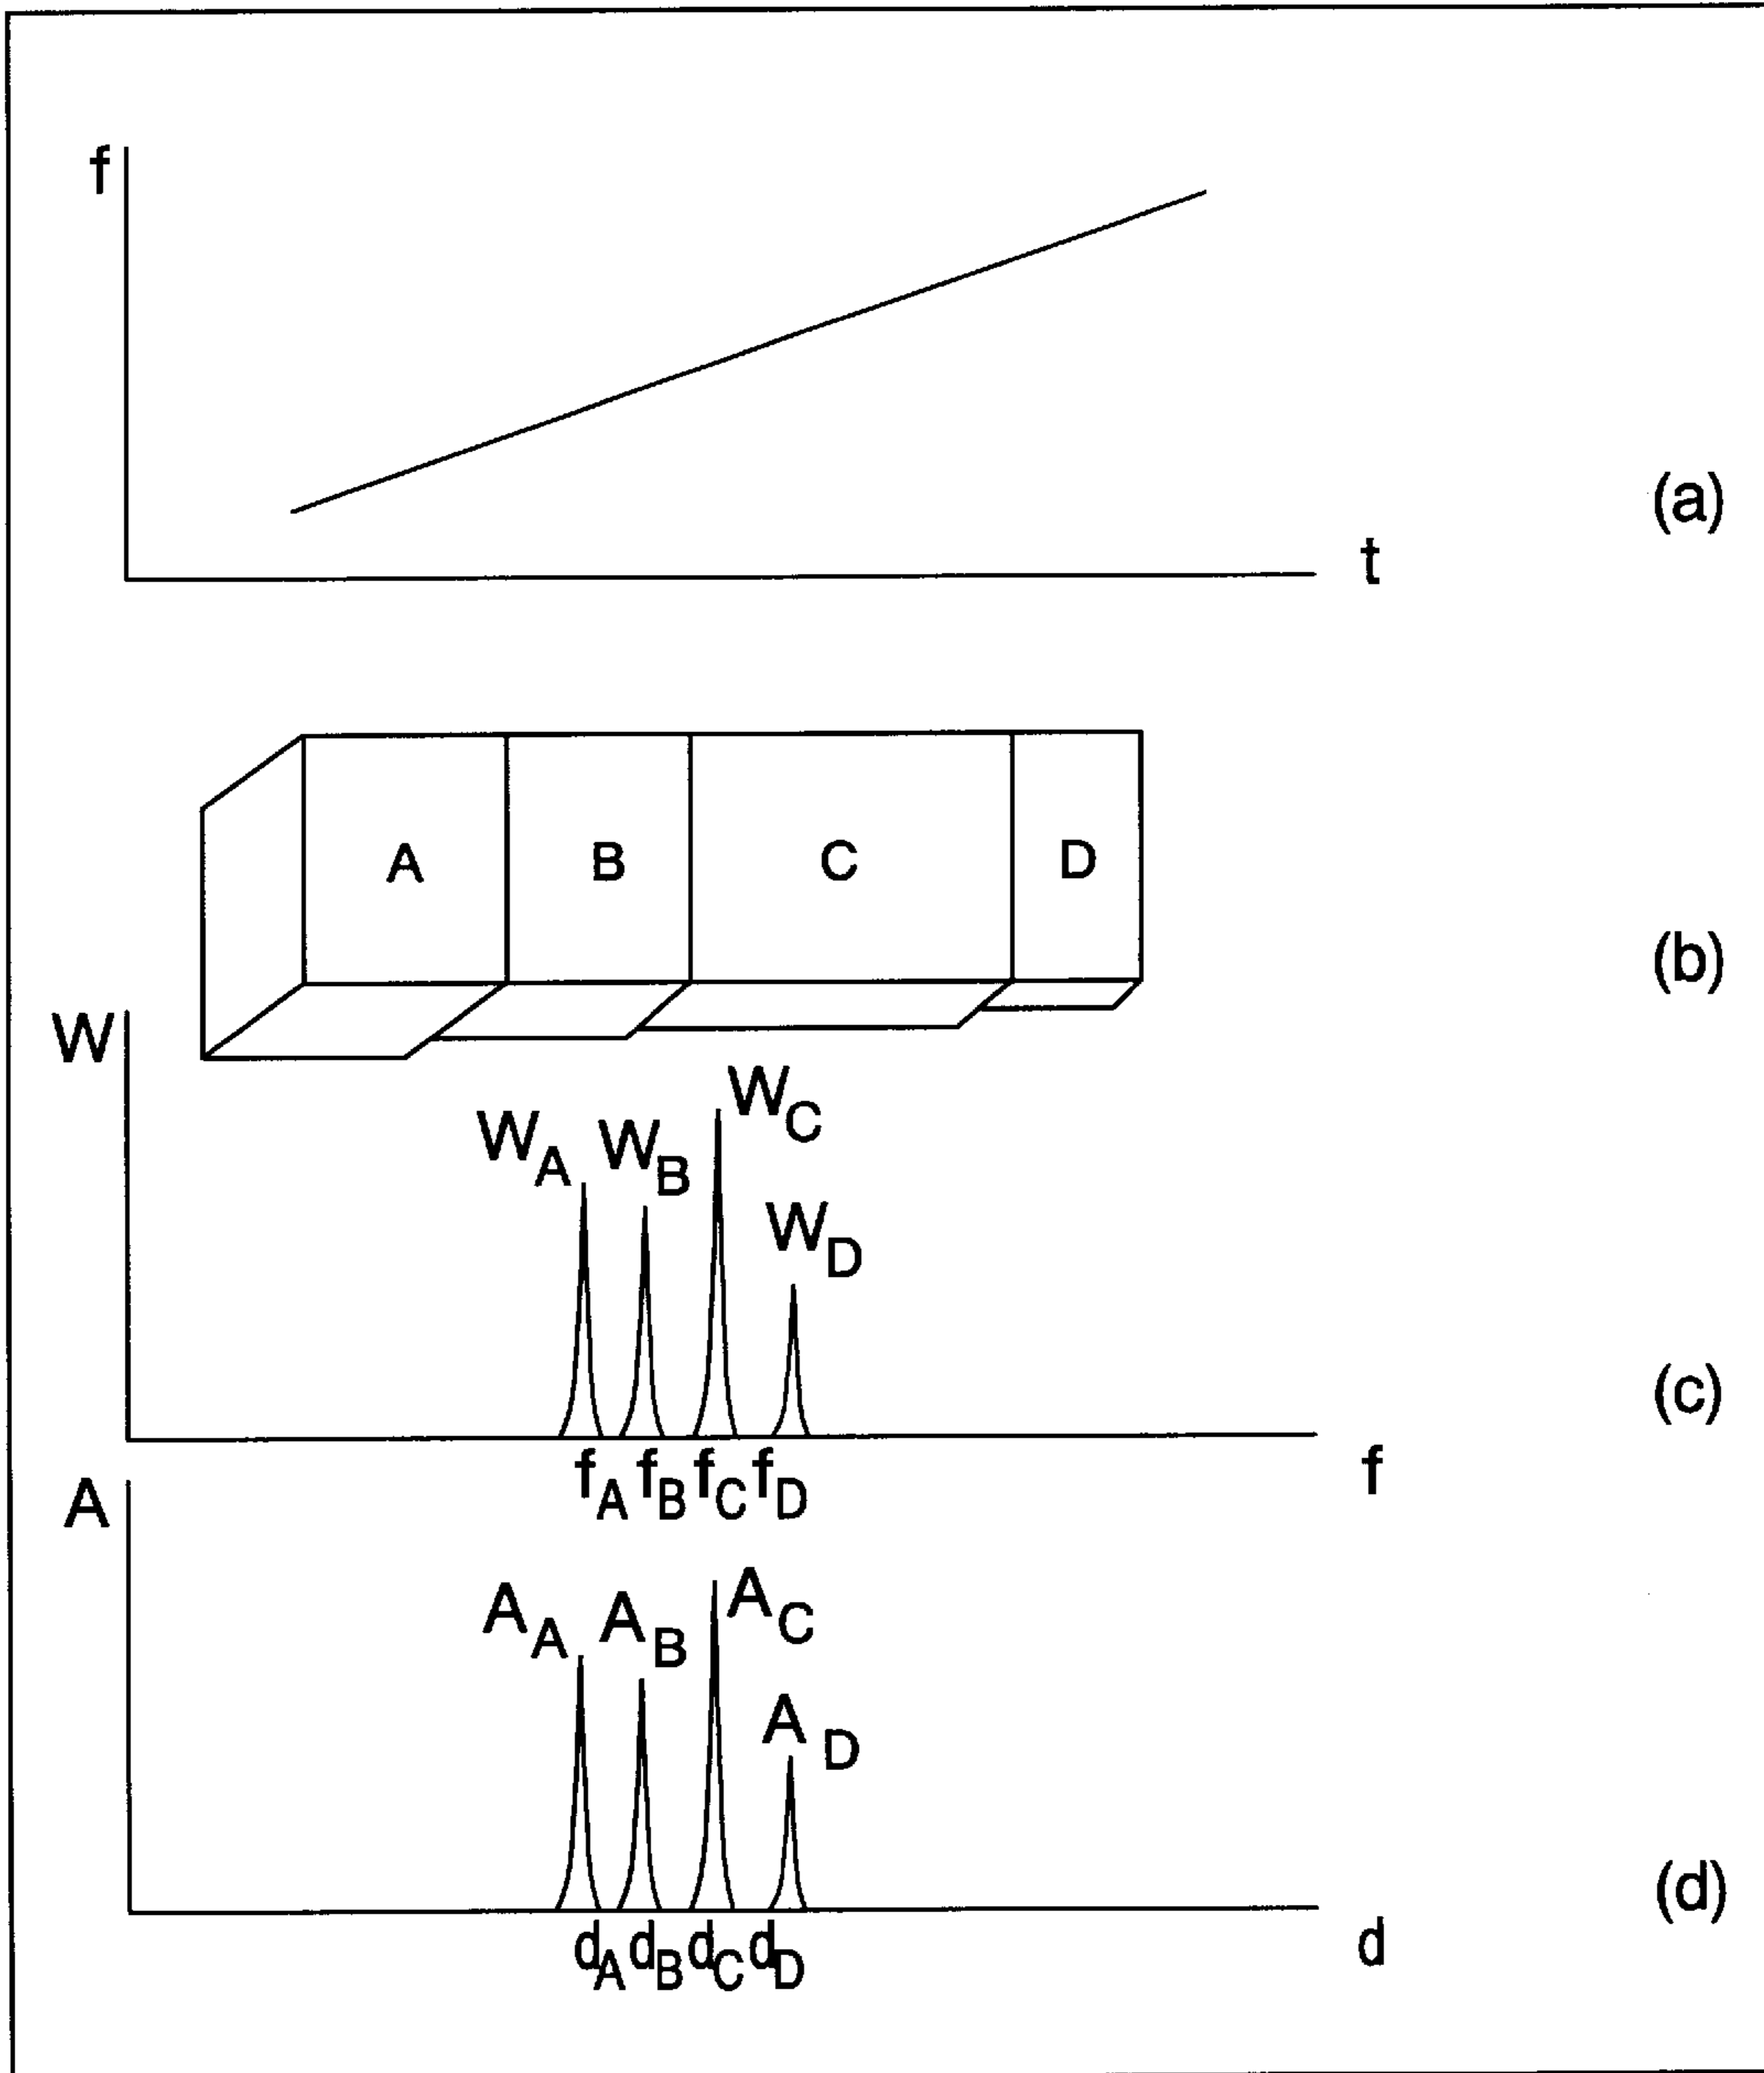 f
t
(a)
A B C D
(b)
W
W_A W_B W_C W_D
(c)
f_A f_B f_C f_D f
A
A_A A_B A_C A_D
(d)
d_A d_B d_C d_D d